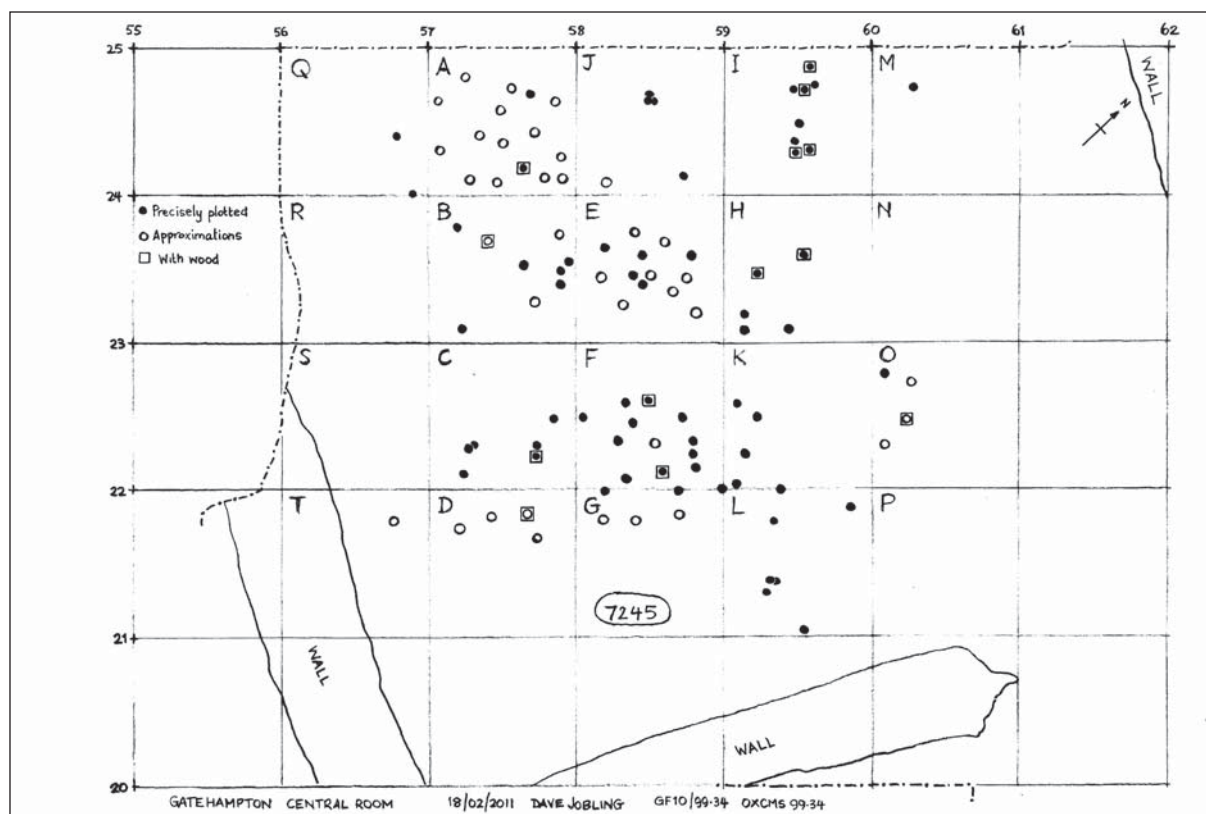 55 56 57 58 59 60 61 62
25
Q A J I M
WALL
N
24
R B E H N
● Precisely plotted
○ Approximations
□ With wood
23
S C F K O
22
T D G L P
7245
21
WALL
WALL
20
GATEHAMPTON CENTRAL ROOM 18/02/2011 DAVE JOBLING GF10/99·34 OXCMS 99·34